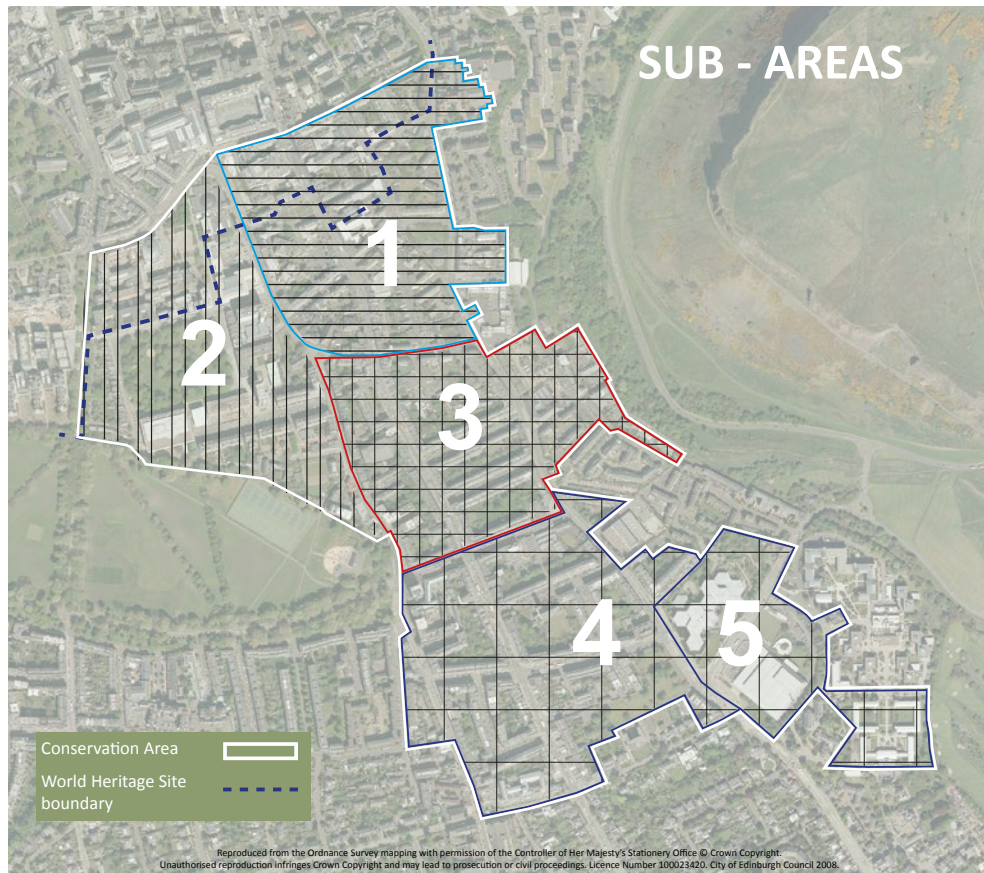 SUB - AREAS
1
2
3
4
5
Conservation Area
World Heritage Site
boundary
Reproduced from the Ordnance Survey mapping with permission of the Controller of Her Majesty's Stationery Office © Crown Copyright.
Unauthorised reproduction infringes Crown Copyright and may lead to prosecution or civil proceedings. Licence Number 100023420. City of Edinburgh Council 2008.